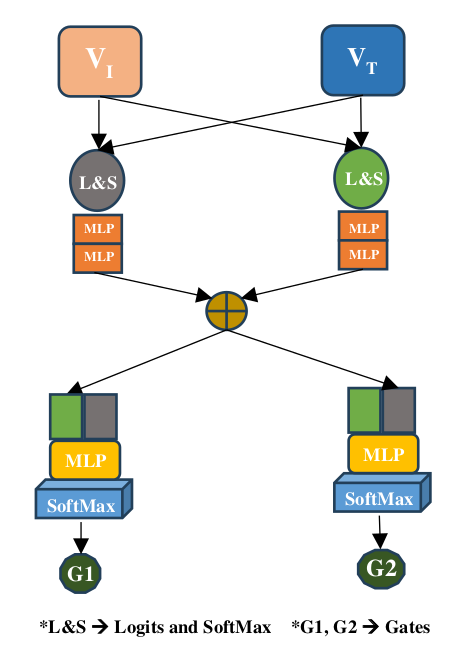 V_I V_T
L&S L&S
MLP MLP
MLP MLP
MLP MLP
SoftMax SoftMax
G1 G2
*L&S → Logits and SoftMax *G1, G2 → Gates